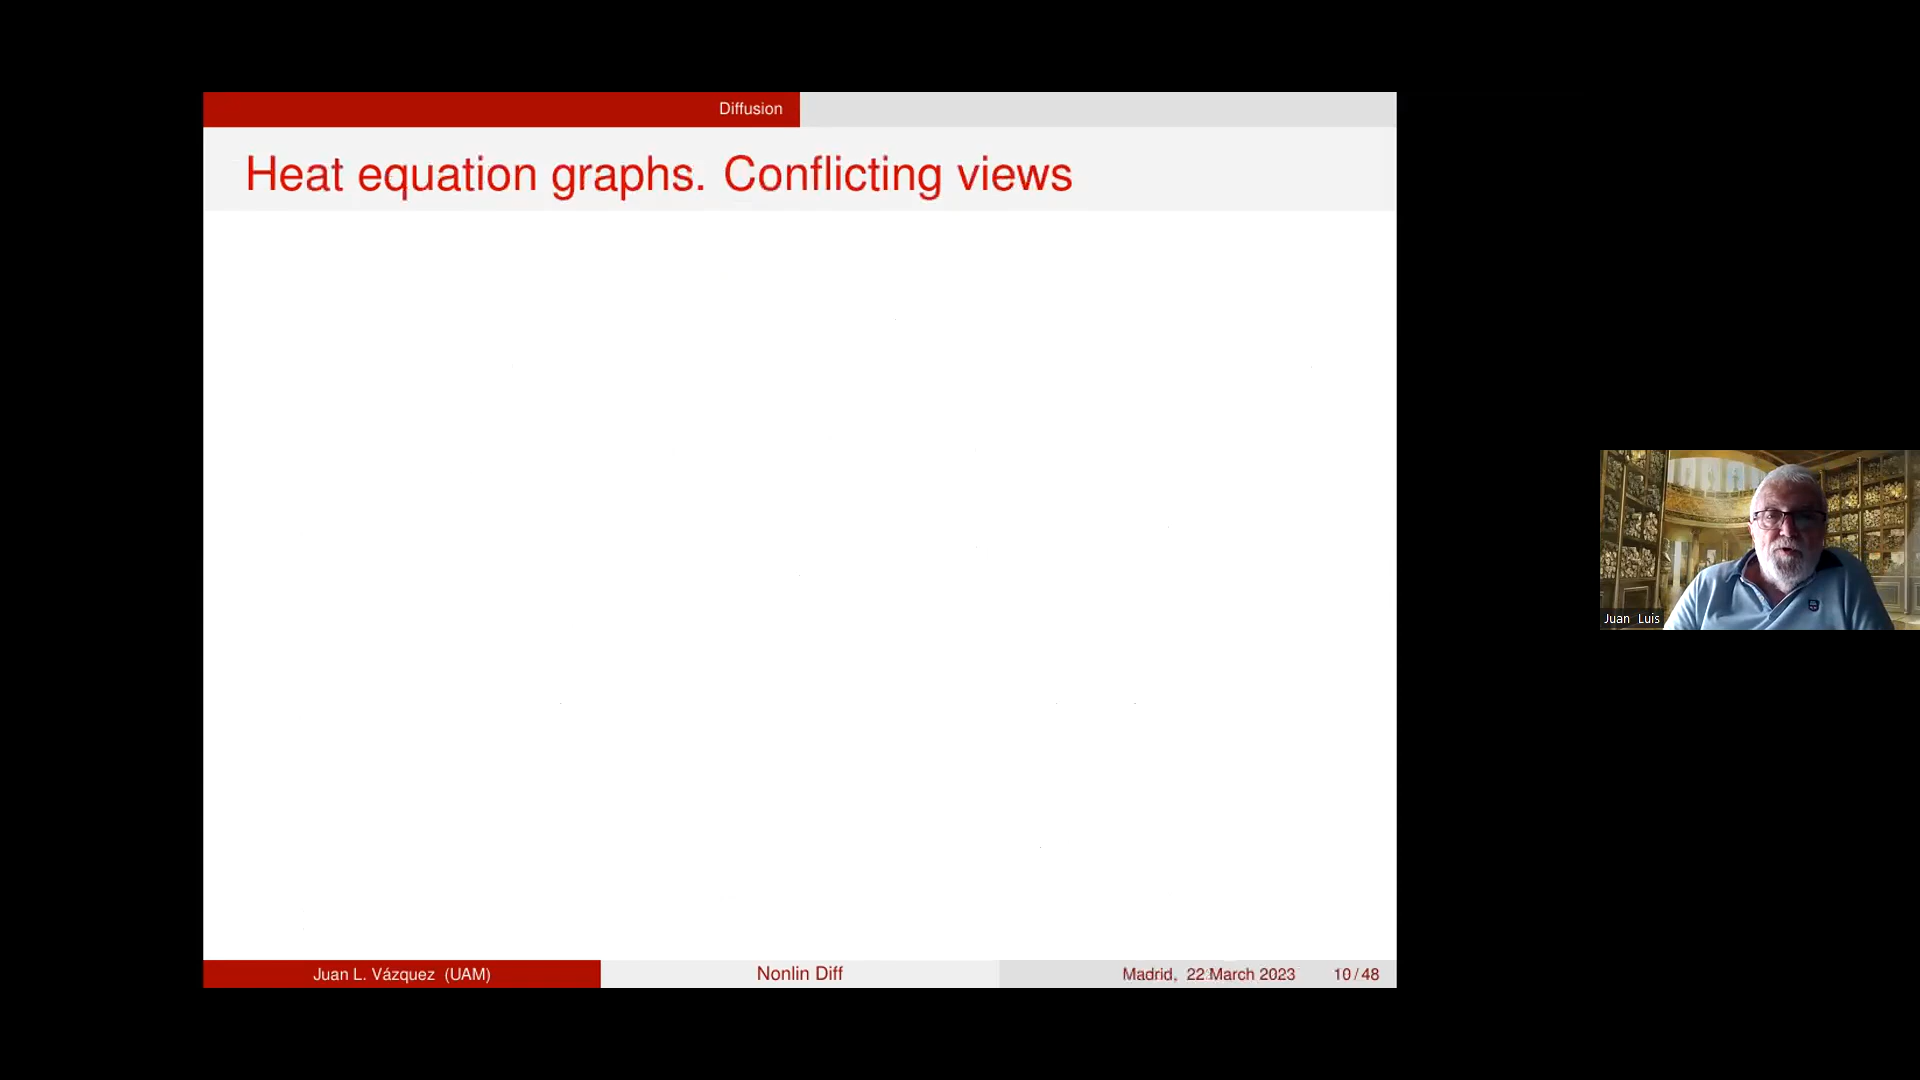 Diffusion
Heat equation graphs. Conflicting views
Juan Luis
Juan L. Vázquez (UAM)
Nonlin Diff
Madrid, 22 March 2023
10 / 48